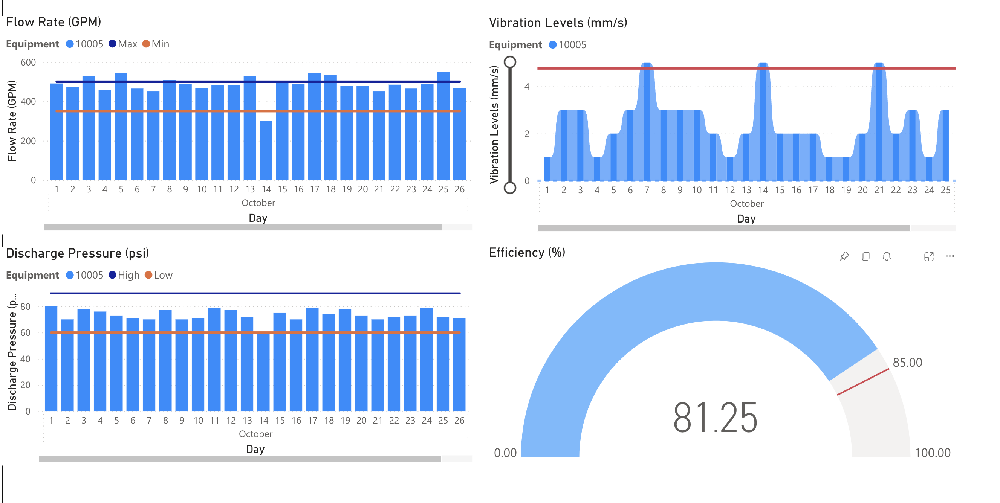 Flow Rate (GPM)
Equipment 10005 Max Min
Flow Rate (GPM)
600
400
200
0
1 2 3 4 5 6 7 8 9 10 11 12 13 14 15 16 17 18 19 20 21 22 23 24 25 26
October
Day
Vibration Levels (mm/s)
Equipment 10005
Vibration Levels (mm/s)
4
2
0
1 2 3 4 5 6 7 8 9 10 11 12 13 14 15 16 17 18 19 20 21 22 23 24 25
October
Day
Discharge Pressure (psi)
Equipment 10005 High Low
Discharge Pressure (p...
80
60
40
20
0
1 2 3 4 5 6 7 8 9 10 11 12 13 14 15 16 17 18 19 20 21 22 23 24 25 26
October
Day
Efficiency (%)
85.00
81.25
0.00
100.00